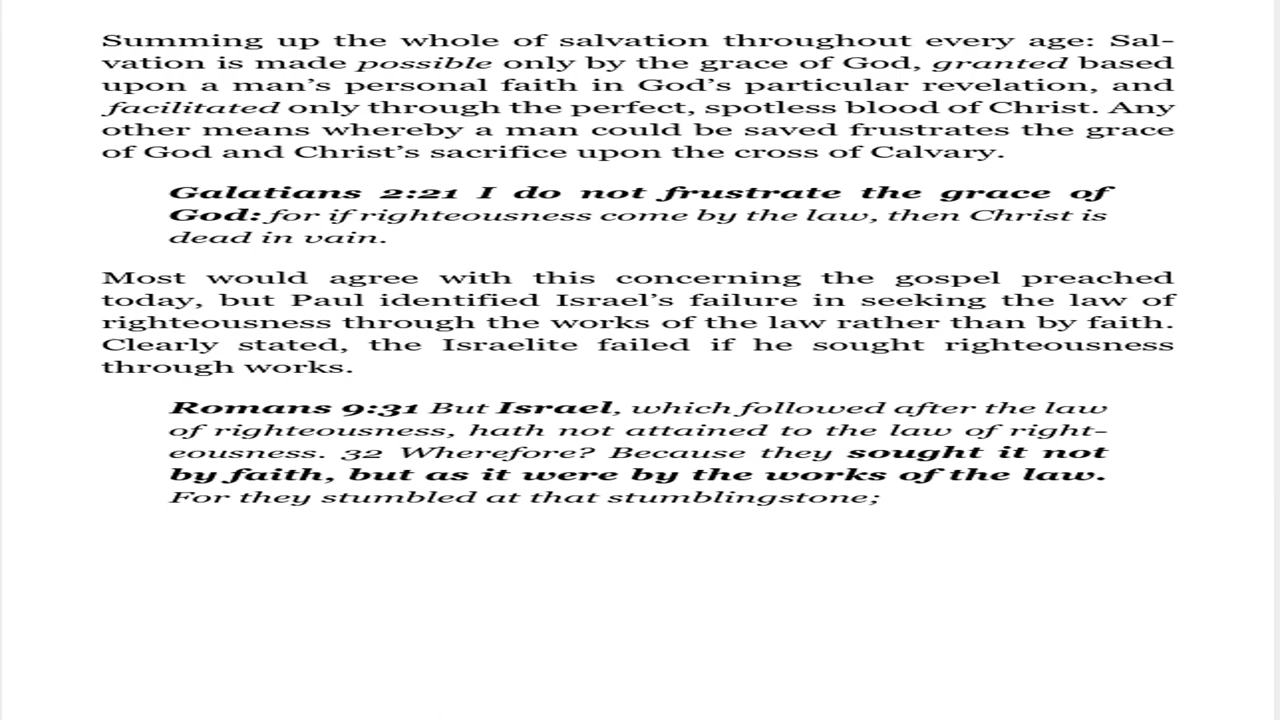 Summing up the whole of salvation throughout every age: Sal-
vation is made possible only by the grace of God, granted based
upon a man’s personal faith in God’s particular revelation, and
facilitated only through the perfect, spotless blood of Christ. Any
other means whereby a man could be saved frustrates the grace
of God and Christ’s sacrifice upon the cross of Calvary.
Galatians 2:21 I do not frustrate the grace of
God: for if righteousness come by the law, then Christ is
dead in vain.
Most would agree with this concerning the gospel preached
today, but Paul identified Israel’s failure in seeking the law of
righteousness through the works of the law rather than by faith.
Clearly stated, the Israelite failed if he sought righteousness
through works.
Romans 9:31 But Israel, which followed after the law
of righteousness, hath not attained to the law of right-
eousness. 32 Wherefore? Because they sought it not
by faith, but as it were by the works of the law.
For they stumbled at that stumblingstone;